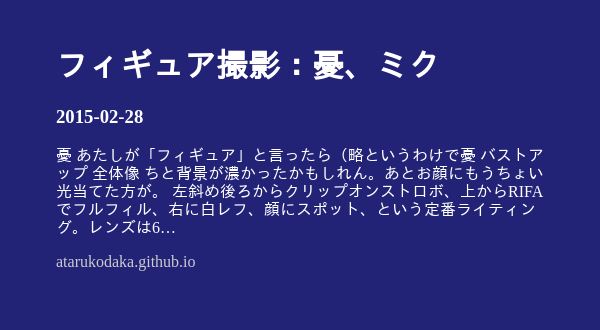 フィギュア撮影：憂、ミク
2015-02-28
憂 あたしが「フィギュア」と言ったら（略というわけで憂 バストア
ップ 全体像 ちと背景が濃かったかもしれん。あとお顔にもうちょい
光当てた方が。 左斜め後ろからクリップオンストロボ、上からRIFA
でフルフィル、右に白レフ、顔にスポット、という定番ライティン
グ。レンズは6…
atarukodaka.github.io